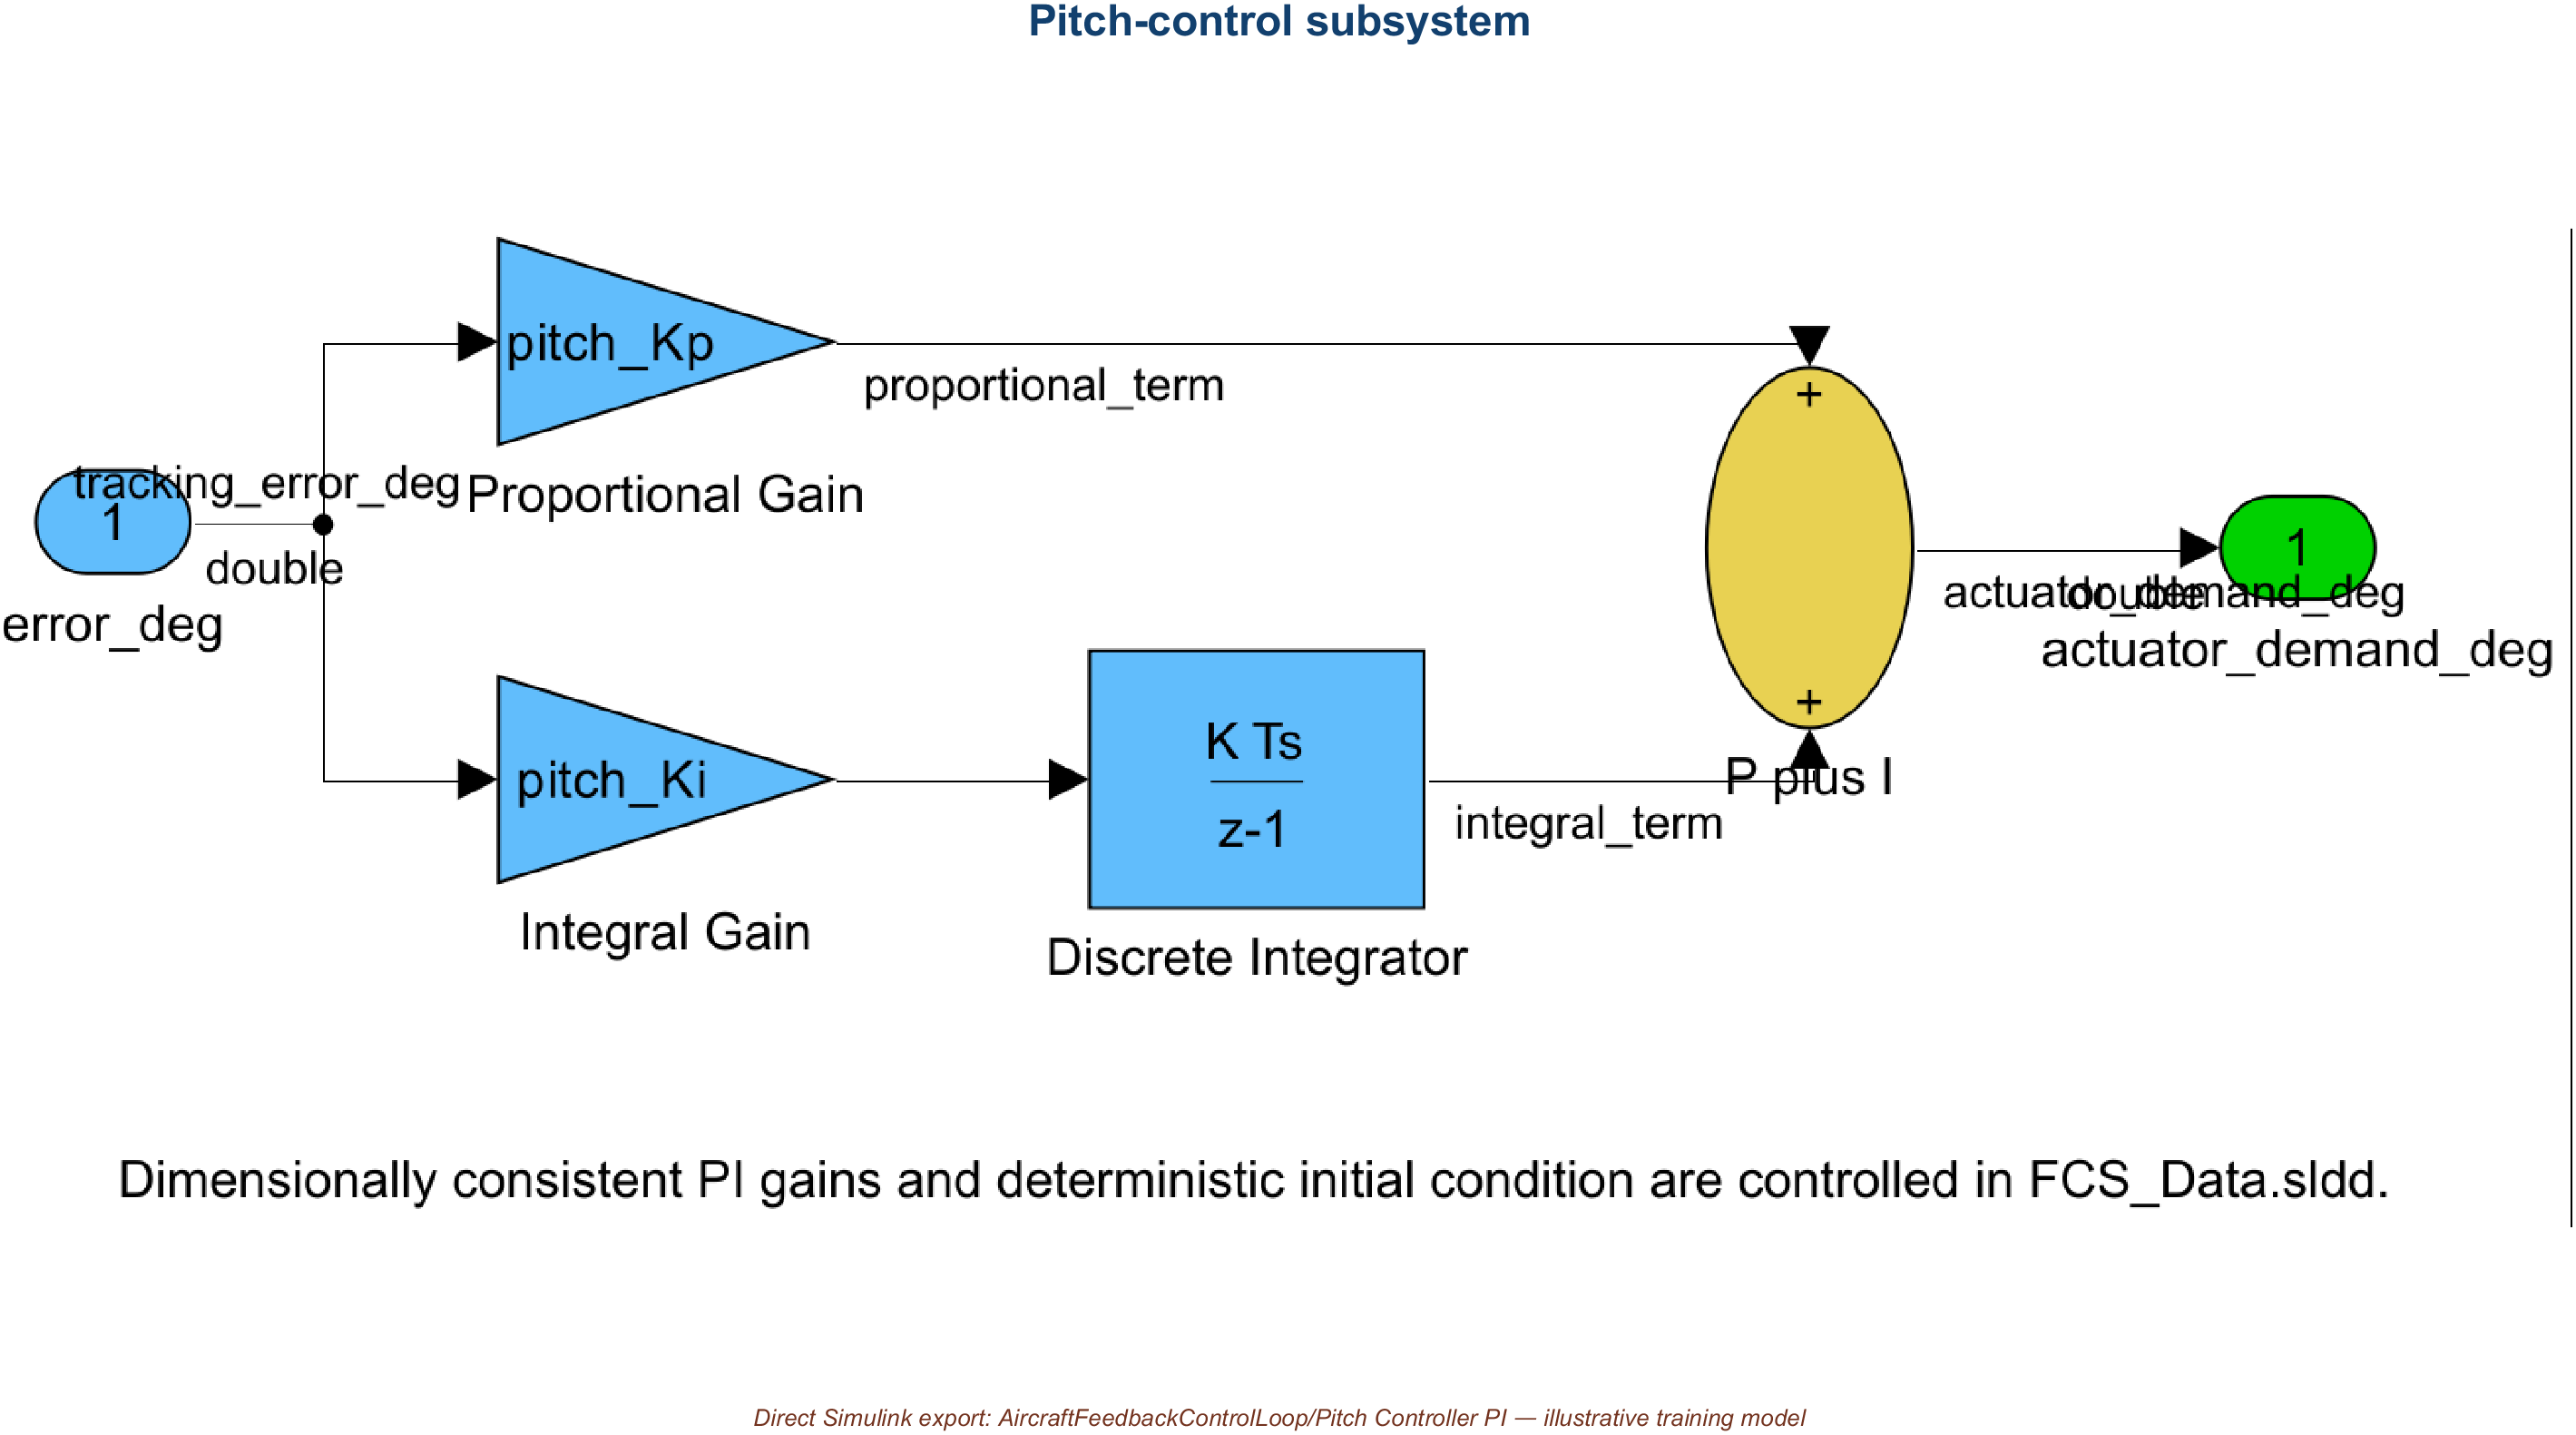 Pitch-control subsystem
pitch_Kp
proportional_term
+
tracking_error_deg
Proportional Gain
1
double
error_deg
1
actuator_demand_deg
double
actuator_demand_deg
+
pitch_Ki
K Ts
z-1
P plus I
integral_term
Integral Gain
Discrete Integrator
Dimensionally consistent PI gains and deterministic initial condition are controlled in FCS_Data.sldd.
Direct Simulink export: AircraftFeedbackControlLoop/Pitch Controller PI — illustrative training model